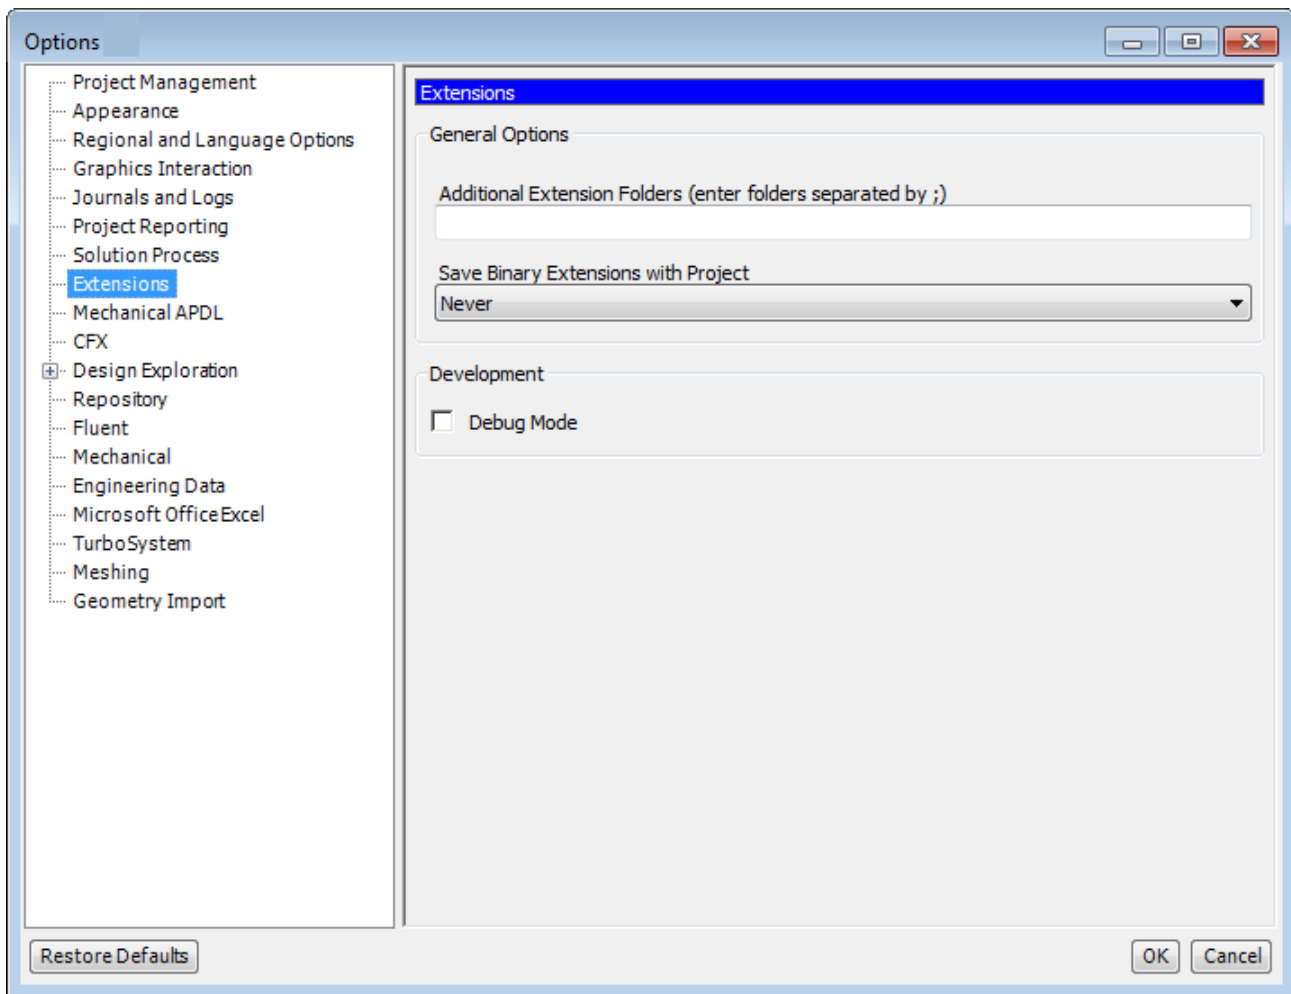 Options
Project Management
Appearance
Regional and Language Options
Graphics Interaction
Journals and Logs
Project Reporting
Solution Process
Extensions
Mechanical APDL
CFX
Design Exploration
Repository
Fluent
Mechanical
Engineering Data
Microsoft Office Excel
TurboSystem
Meshing
Geometry Import
Extensions
General Options
Additional Extension Folders (enter folders separated by ;)
Save Binary Extensions with Project
Never
Development
Debug Mode
Restore Defaults
OK
Cancel